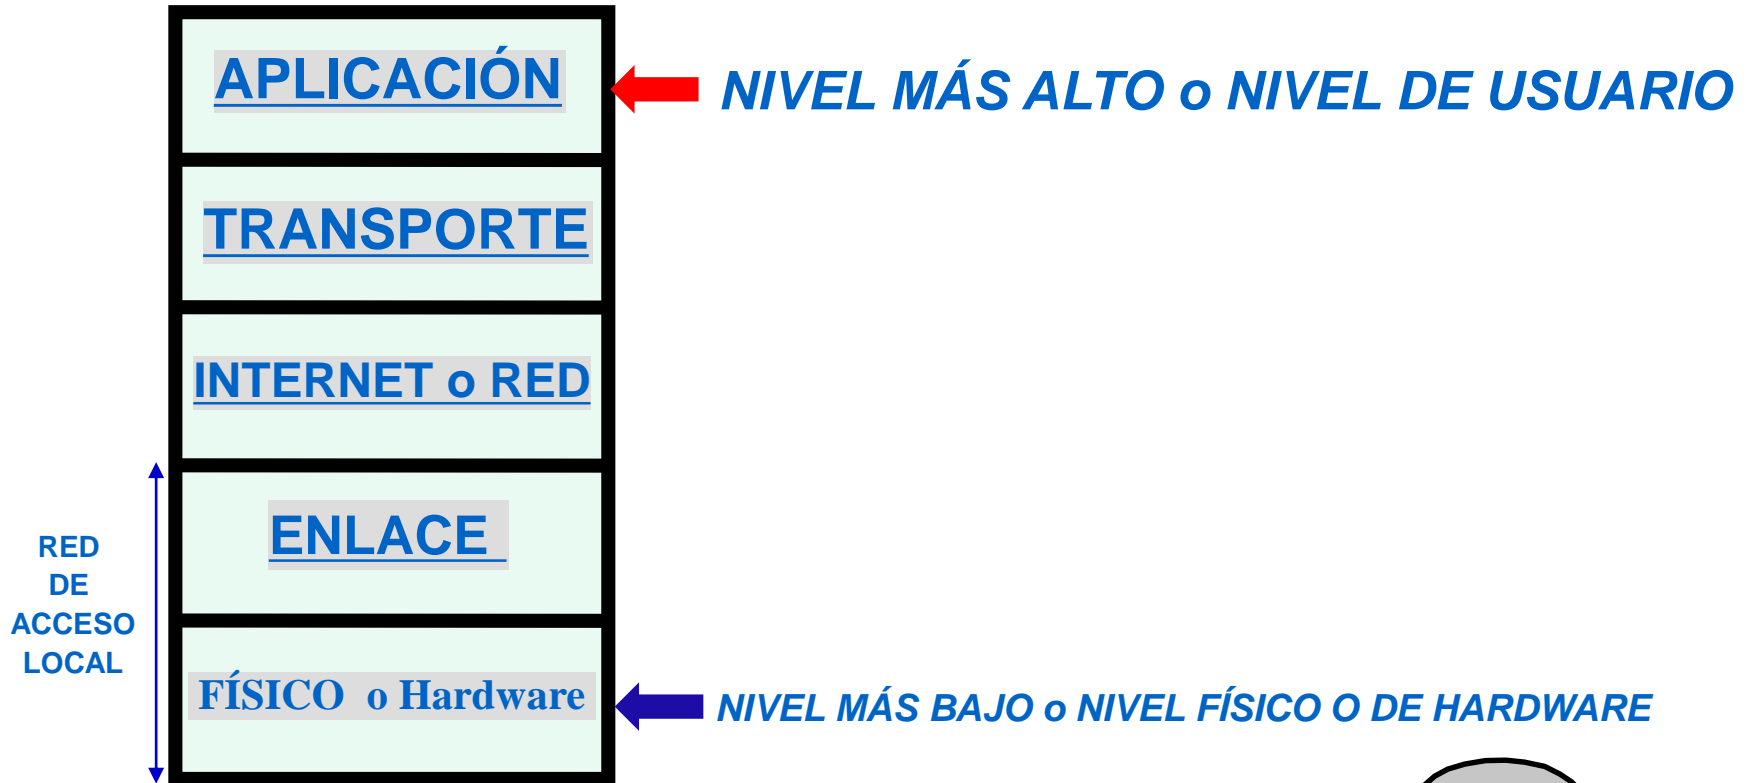 APLICACIÓN
NIVEL MÁS ALTO o NIVEL DE USUARIO
TRANSPORTE
INTERNET o RED
ENLACE
RED
DE
ACCESO
LOCAL
FÍSICO o Hardware
NIVEL MÁS BAJO o NIVEL FÍSICO O DE HARDWARE